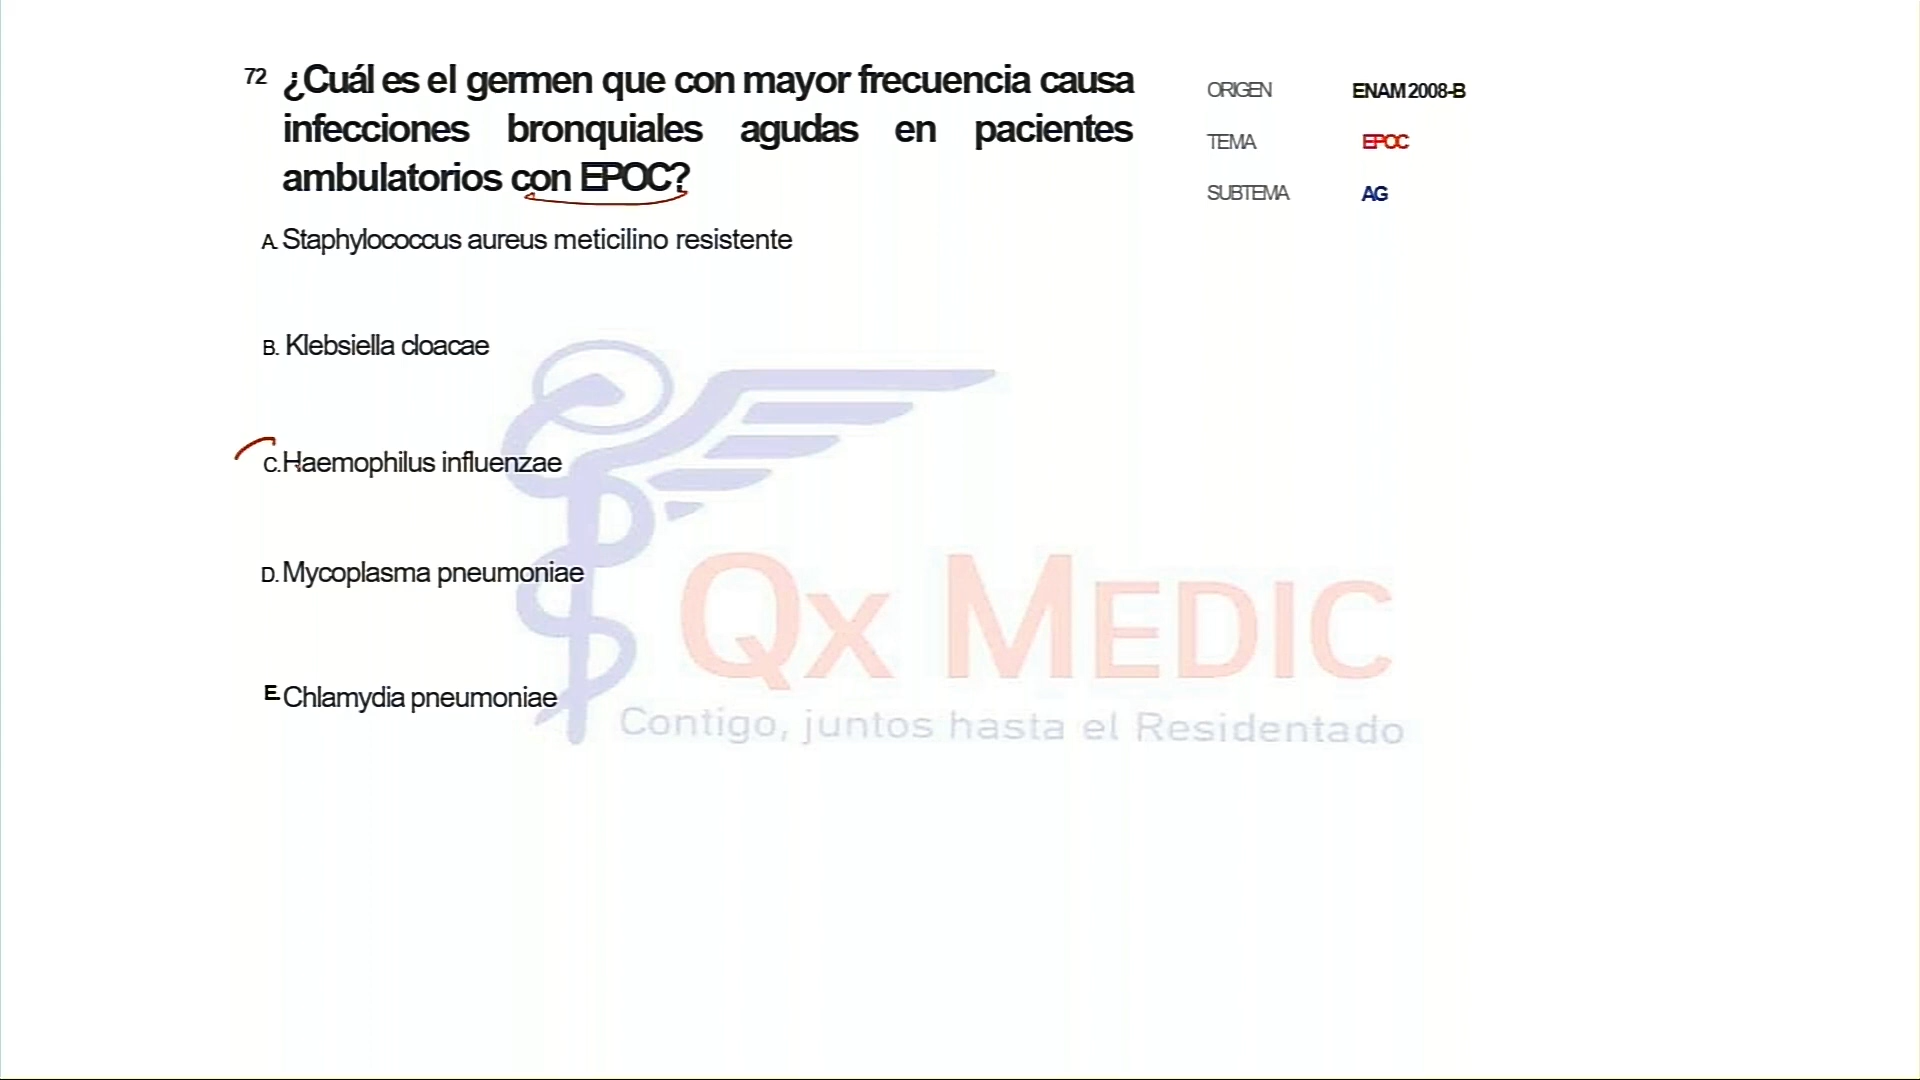 72 ¿Cuál es el germen que con mayor frecuencia causa
infecciones bronquiales agudas en pacientes
ambulatorios con EPOC?
ORIGEN ENAM 2008-B
TEMA EPOC
SUBTEMA AG
A. Staphylococcus aureus meticilino resistente
B. Klebsiella cloacae
C. Haemophilus influenzae
D. Mycoplasma pneumoniae
E. Chlamydia pneumoniae
QX MEDIC
Contigo, juntos hasta el Residentado